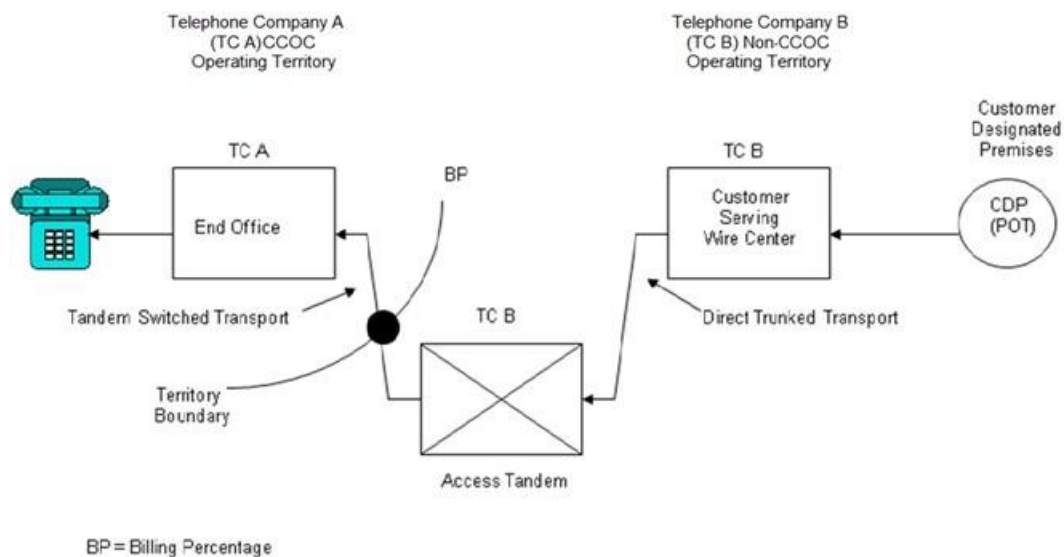 Telephone Company A
(TC A)CCOC
Operating Territory
Telephone Company B
(TC B) Non-CCOC
Operating Territory
Customer
Designated
Premises
TC A
BP
TC B
End Office
Customer
Serving
Wire Center
CDP
(POT)
Tandem Switched Transport
TC B
Direct Trunked Transport
Territory
Boundary
Access Tandem
BP = Billing Percentage